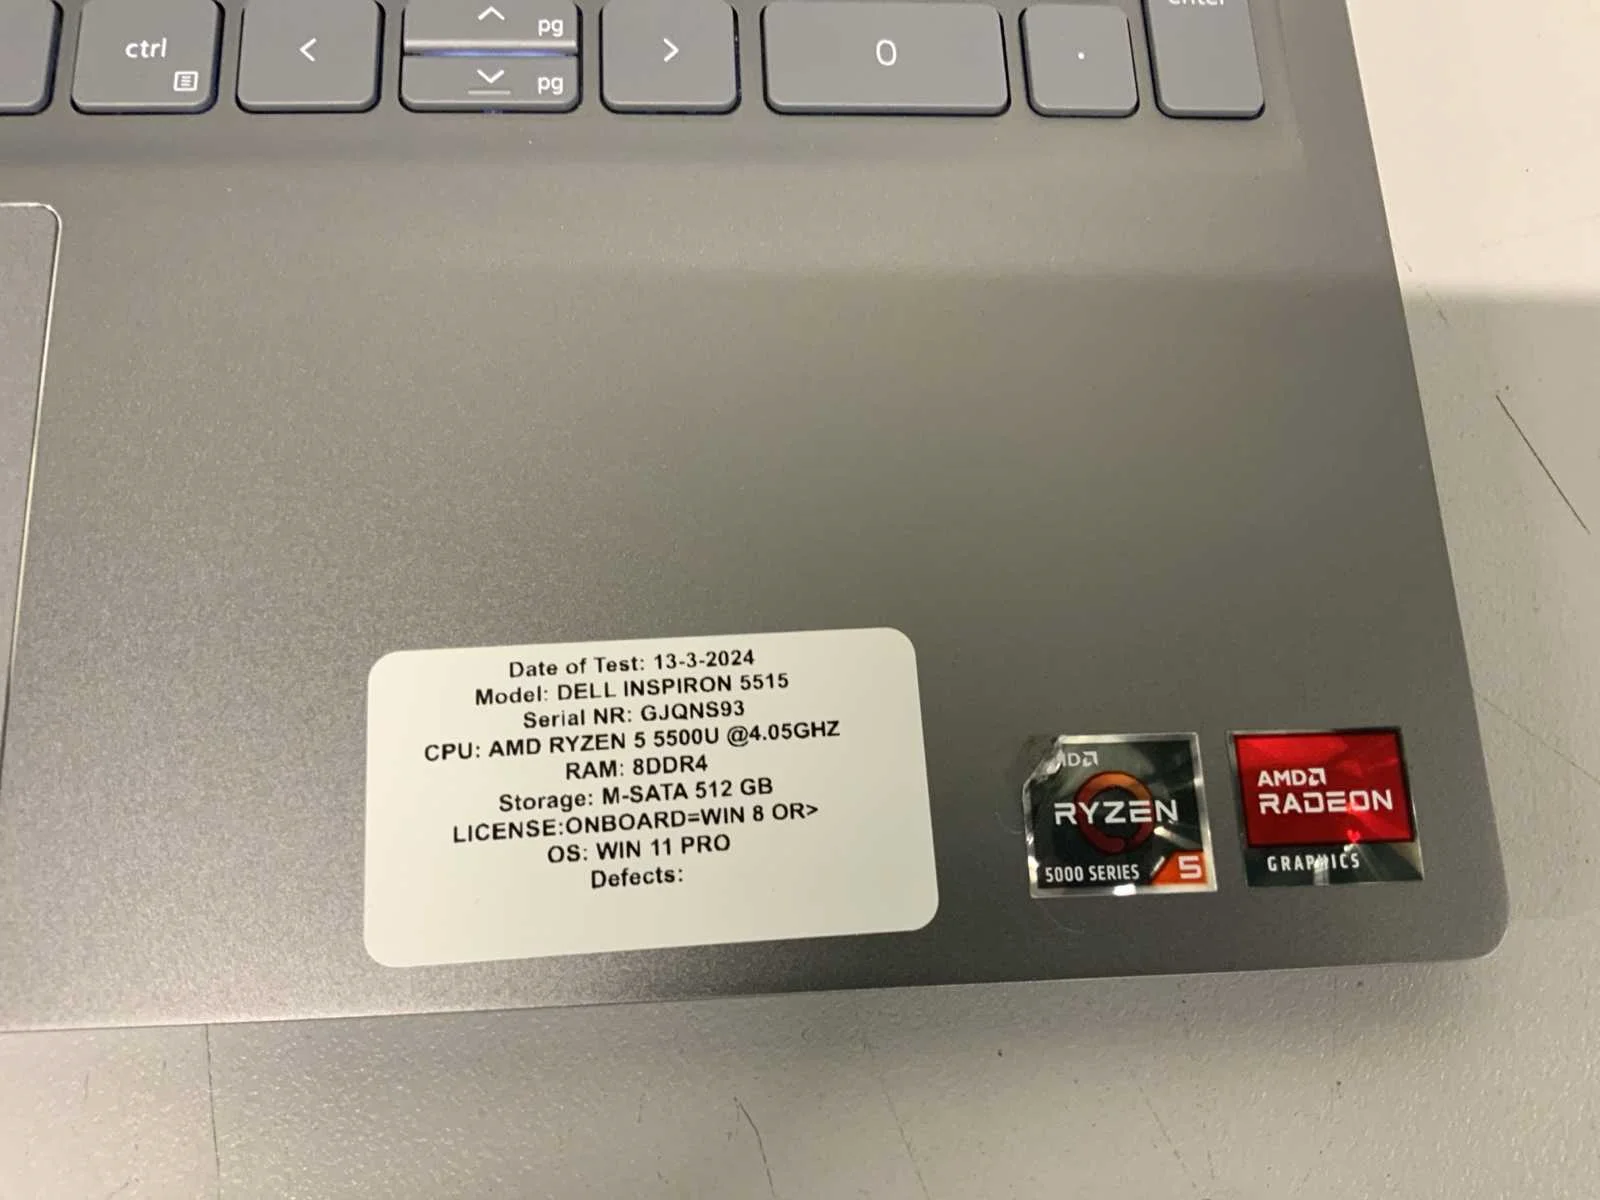 enter
ctrl
<
pg
pg
>
0
.
Date of Test: 13-3-2024
Model: DELL INSPIRON 5515
Serial NR: GJQNS93
CPU: AMD RYZEN 5 5500U @4.05GHZ
RAM: 8DDR4
Storage: M-SATA 512 GB
LICENSE:ONBOARD=WIN 8 OR>
OS: WIN 11 PRO
Defects:
AMD
RYZEN
5000 SERIES 5
AMD
RADEON
GRAPHICS